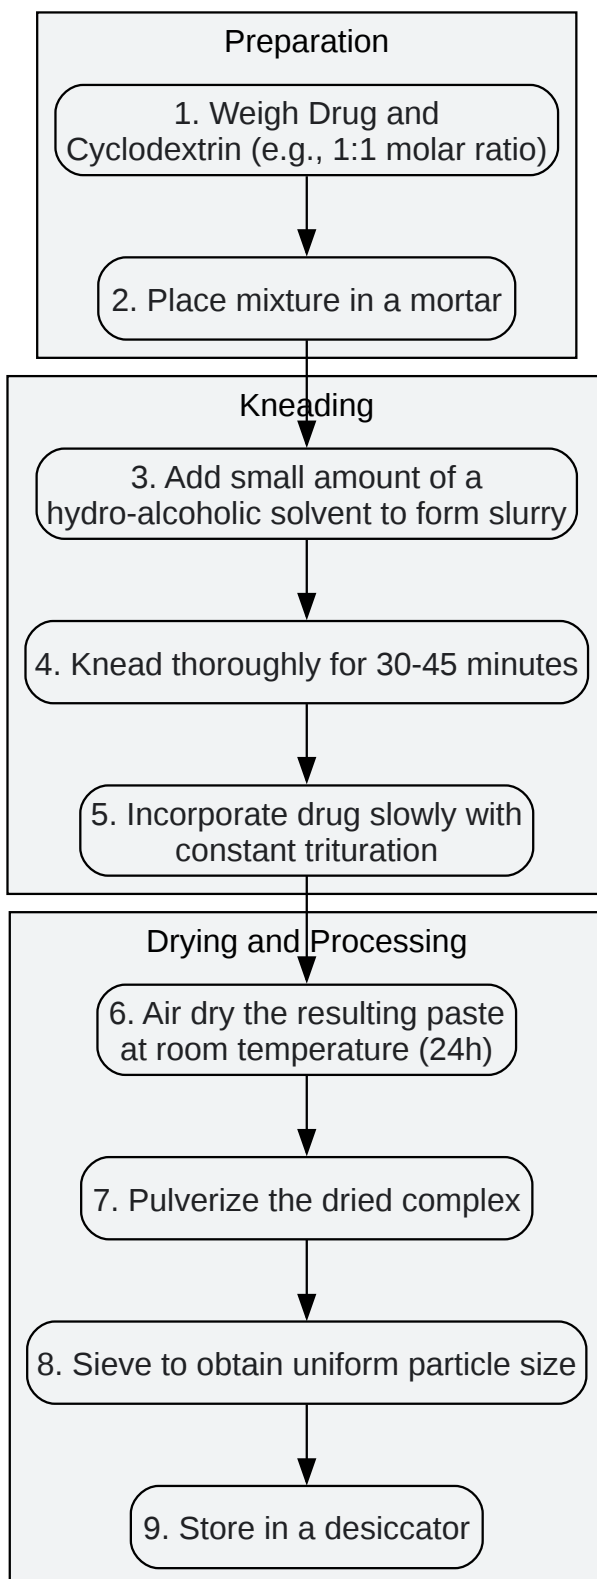 Preparation
1. Weigh Drug and
Cyclodextrin (e.g., 1:1 molar ratio)
2. Place mixture in a mortar
Kneading
3. Add small amount of a
hydro-alcoholic solvent to form slurry
4. Knead thoroughly for 30-45 minutes
5. Incorporate drug slowly with
constant trituration
Drying and Processing
6. Air dry the resulting paste
at room temperature (24h)
7. Pulverize the dried complex
8. Sieve to obtain uniform particle size
9. Store in a desiccator